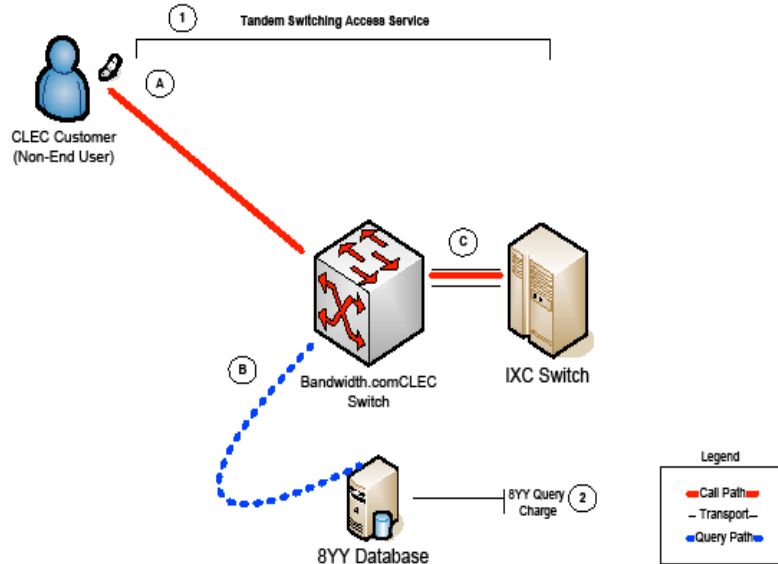 1
Tandem Switching Access Service
A
CLEC Customer
(Non-End User)
C
B
Bandwidth.comCLEC
Switch
IXC Switch
8YY Query
Charge
2
8YY Database
Legend
Call Path
Transport
Query Path